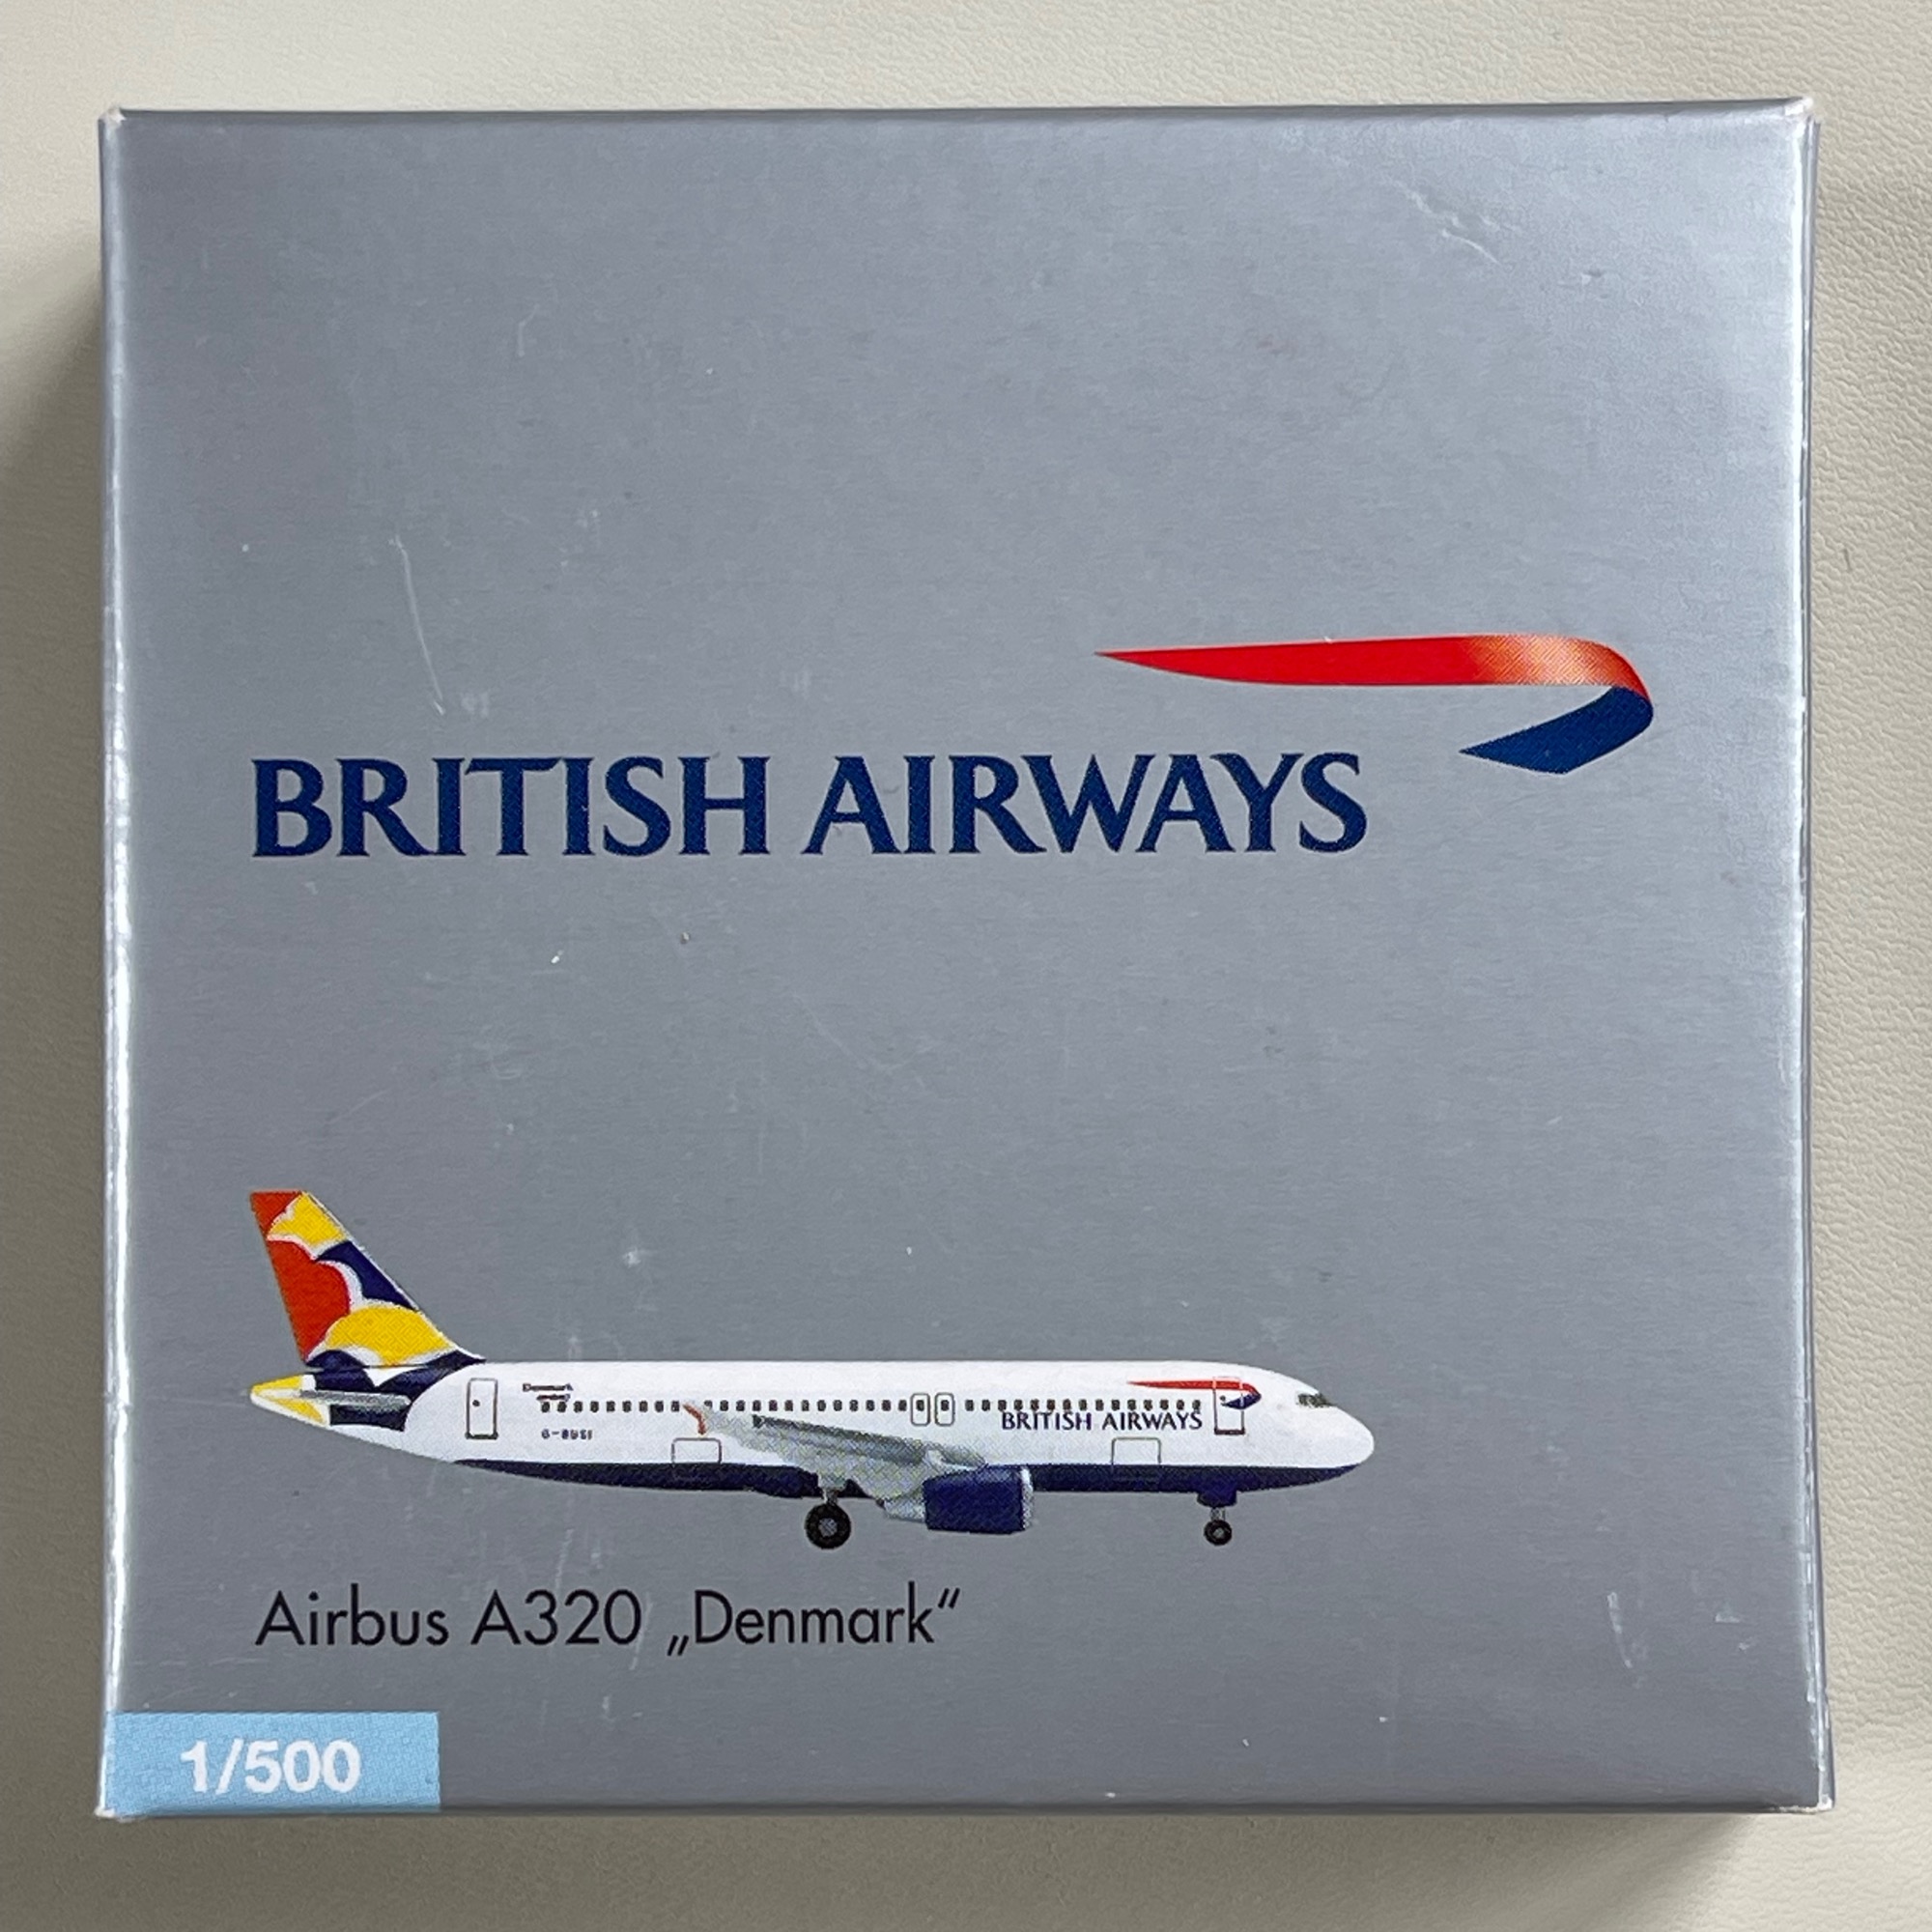 BRITISH AIRWAYS
Denmark
BRITISH AIRWAYS
Airbus A320 „Denmark“
1/500